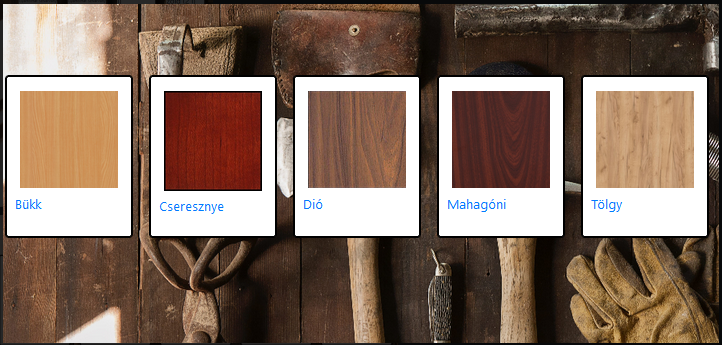 Bükk
Cseresznye
Dió
Mahagóni
Tölgy